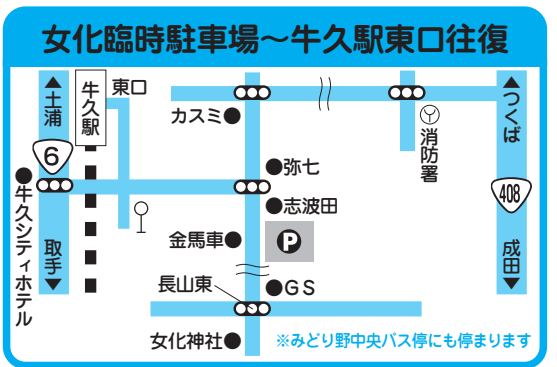 女化臨時駐車場～牛久駅東口往復
▲土浦
牛久駅
東口
カスミ●
消防署
▲つくば
6
●弥七
408
●牛久シティホテル
●志波田
取手▼
金馬車●
P
成田▼
長山東
●GS
女化神社●
※みどり野中央バス停にも停まります